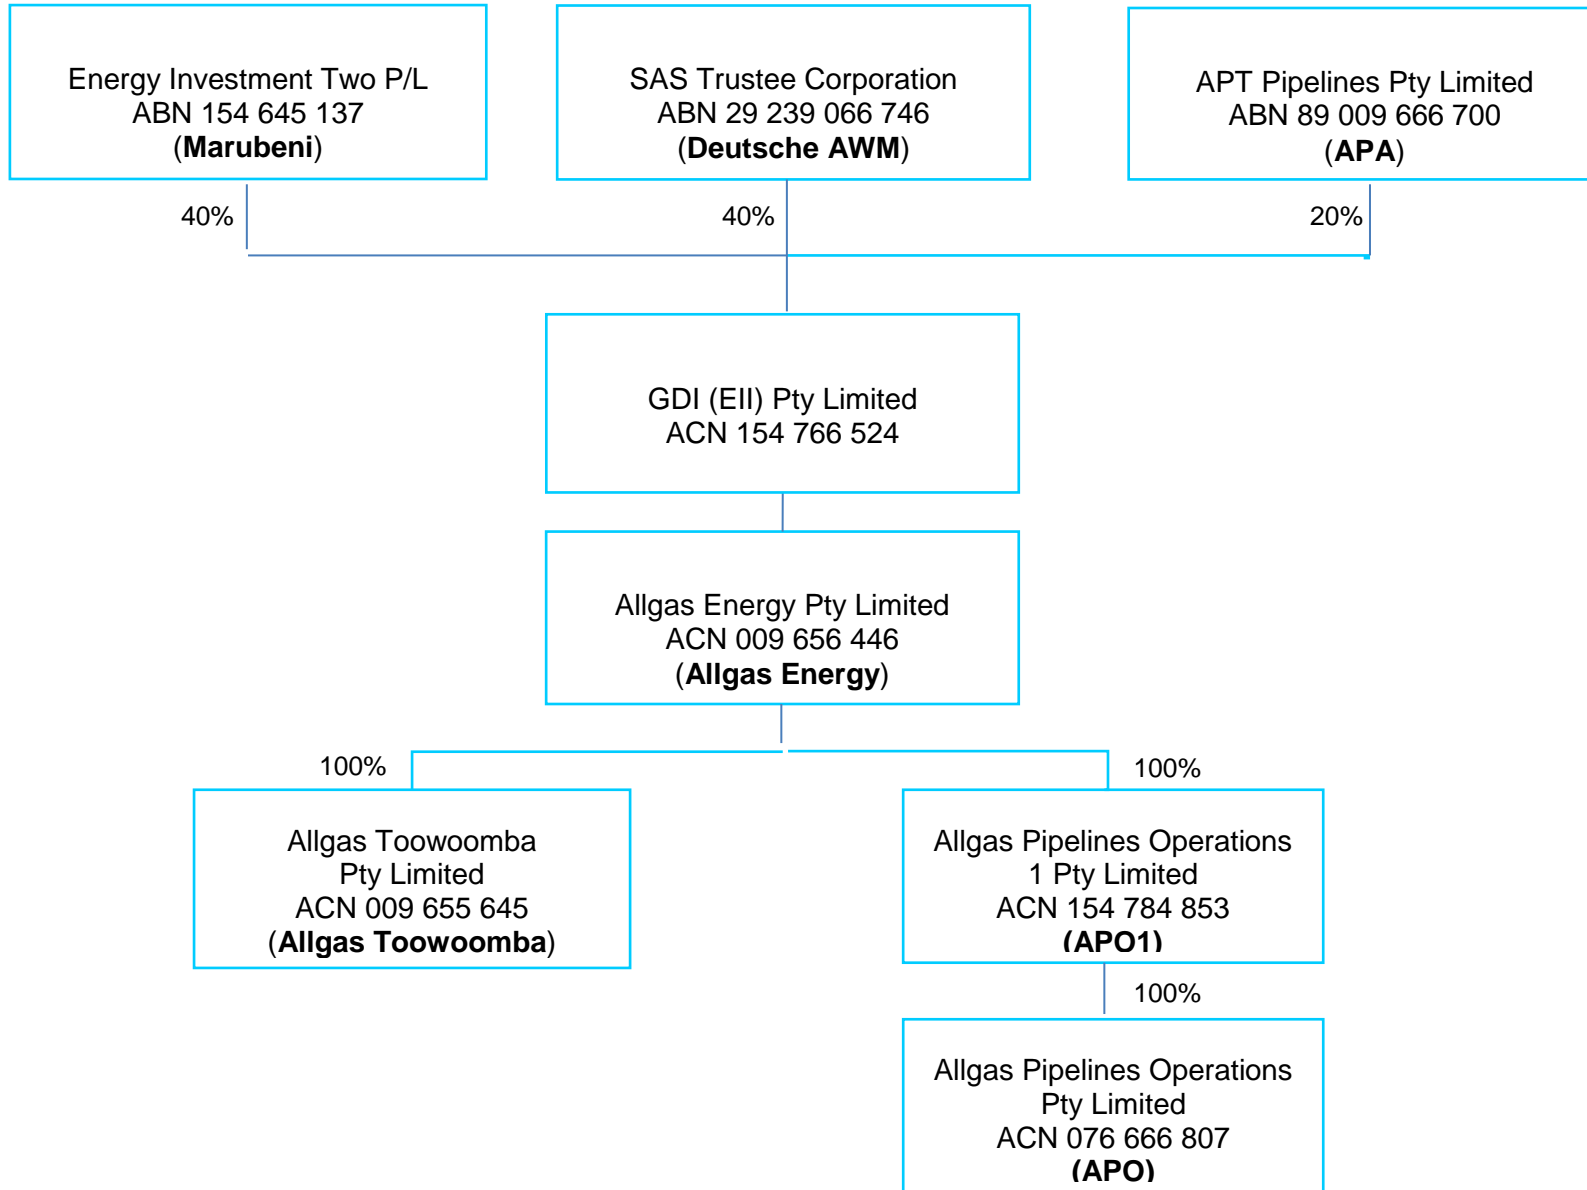 Energy Investment Two P/L
ABN 154 645 137
(Marubeni)
SAS Trustee Corporation
ABN 29 239 066 746
(Deutsche AWM)
APT Pipelines Pty Limited
ABN 89 009 666 700
(APA)
40%
40%
20%
GDI (EII) Pty Limited
ACN 154 766 524
Allgas Energy Pty Limited
ACN 009 656 446
(Allgas Energy)
100%
100%
Allgas Toowoomba
Pty Limited
ACN 009 655 645
(Allgas Toowoomba)
Allgas Pipelines Operations
1 Pty Limited
ACN 154 784 853
(APO1)
100%
Allgas Pipelines Operations
Pty Limited
ACN 076 666 807
(APO)